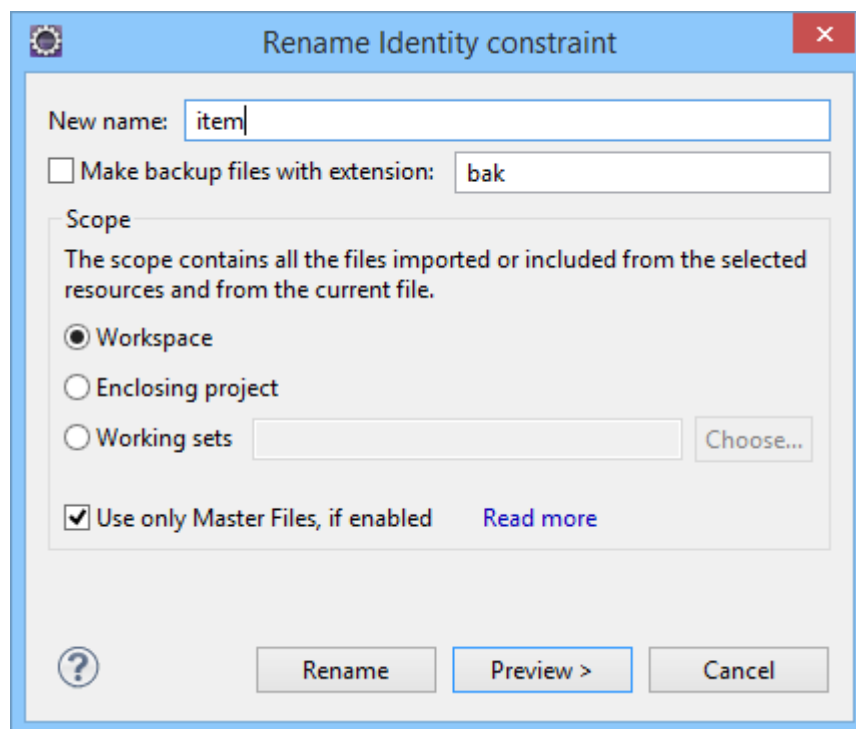 Rename Identity constraint
New name: item
Make backup files with extension: bak
Scope
The scope contains all the files imported or included from the selected
resources and from the current file.
Workspace
Enclosing project
Working sets Choose...
Use only Master Files, if enabled Read more
? Rename Preview > Cancel